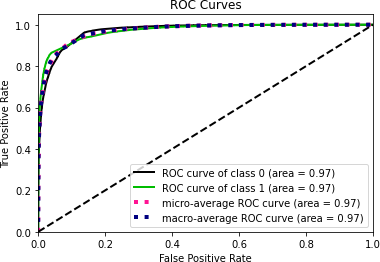 ROC Curves
True Positive Rate
1.0
0.8
0.6
0.4
0.2
0.0
ROC curve of class 0 (area = 0.97)
ROC curve of class 1 (area = 0.97)
micro-average ROC curve (area = 0.97)
macro-average ROC curve (area = 0.97)
0.0 0.2 0.4 0.6 0.8 1.0
False Positive Rate